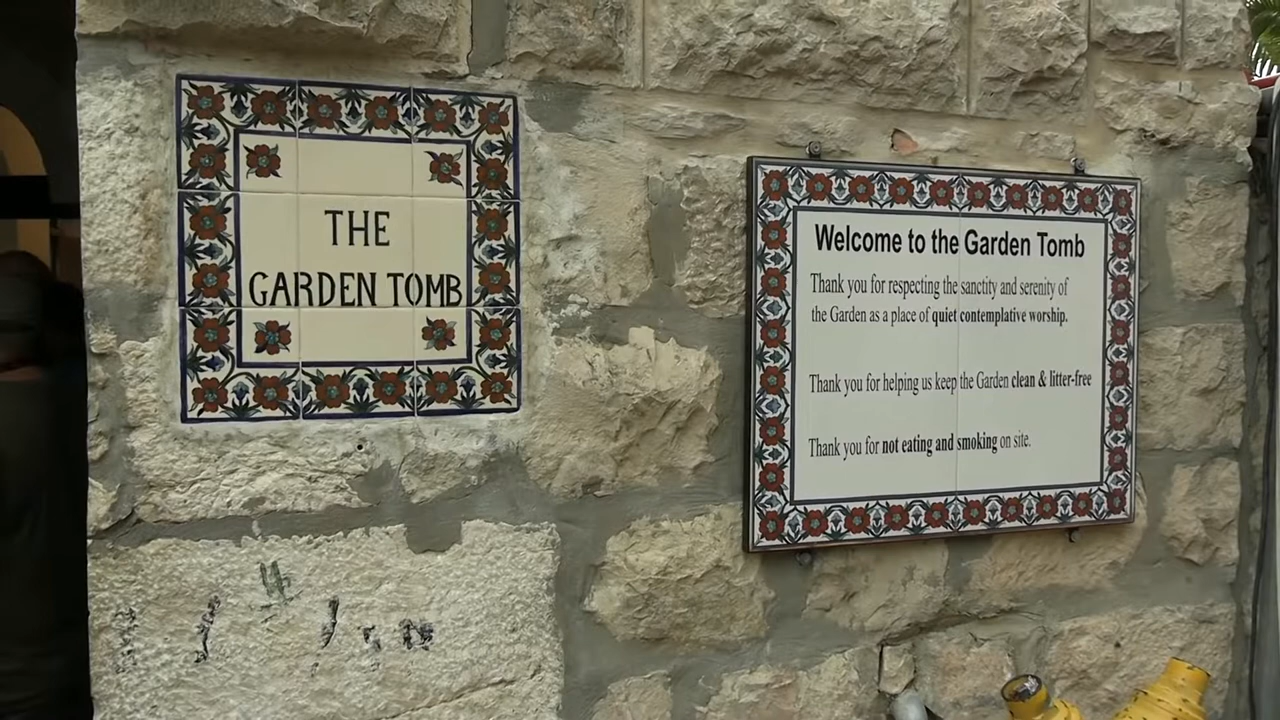 THE
GARDEN TOMB
Welcome to the Garden Tomb
Thank you for respecting the sanctity and serenity of
the Garden as a place of quiet contemplative worship.
Thank you for helping us keep the Garden clean & litter-free
Thank you for not eating and smoking on site.